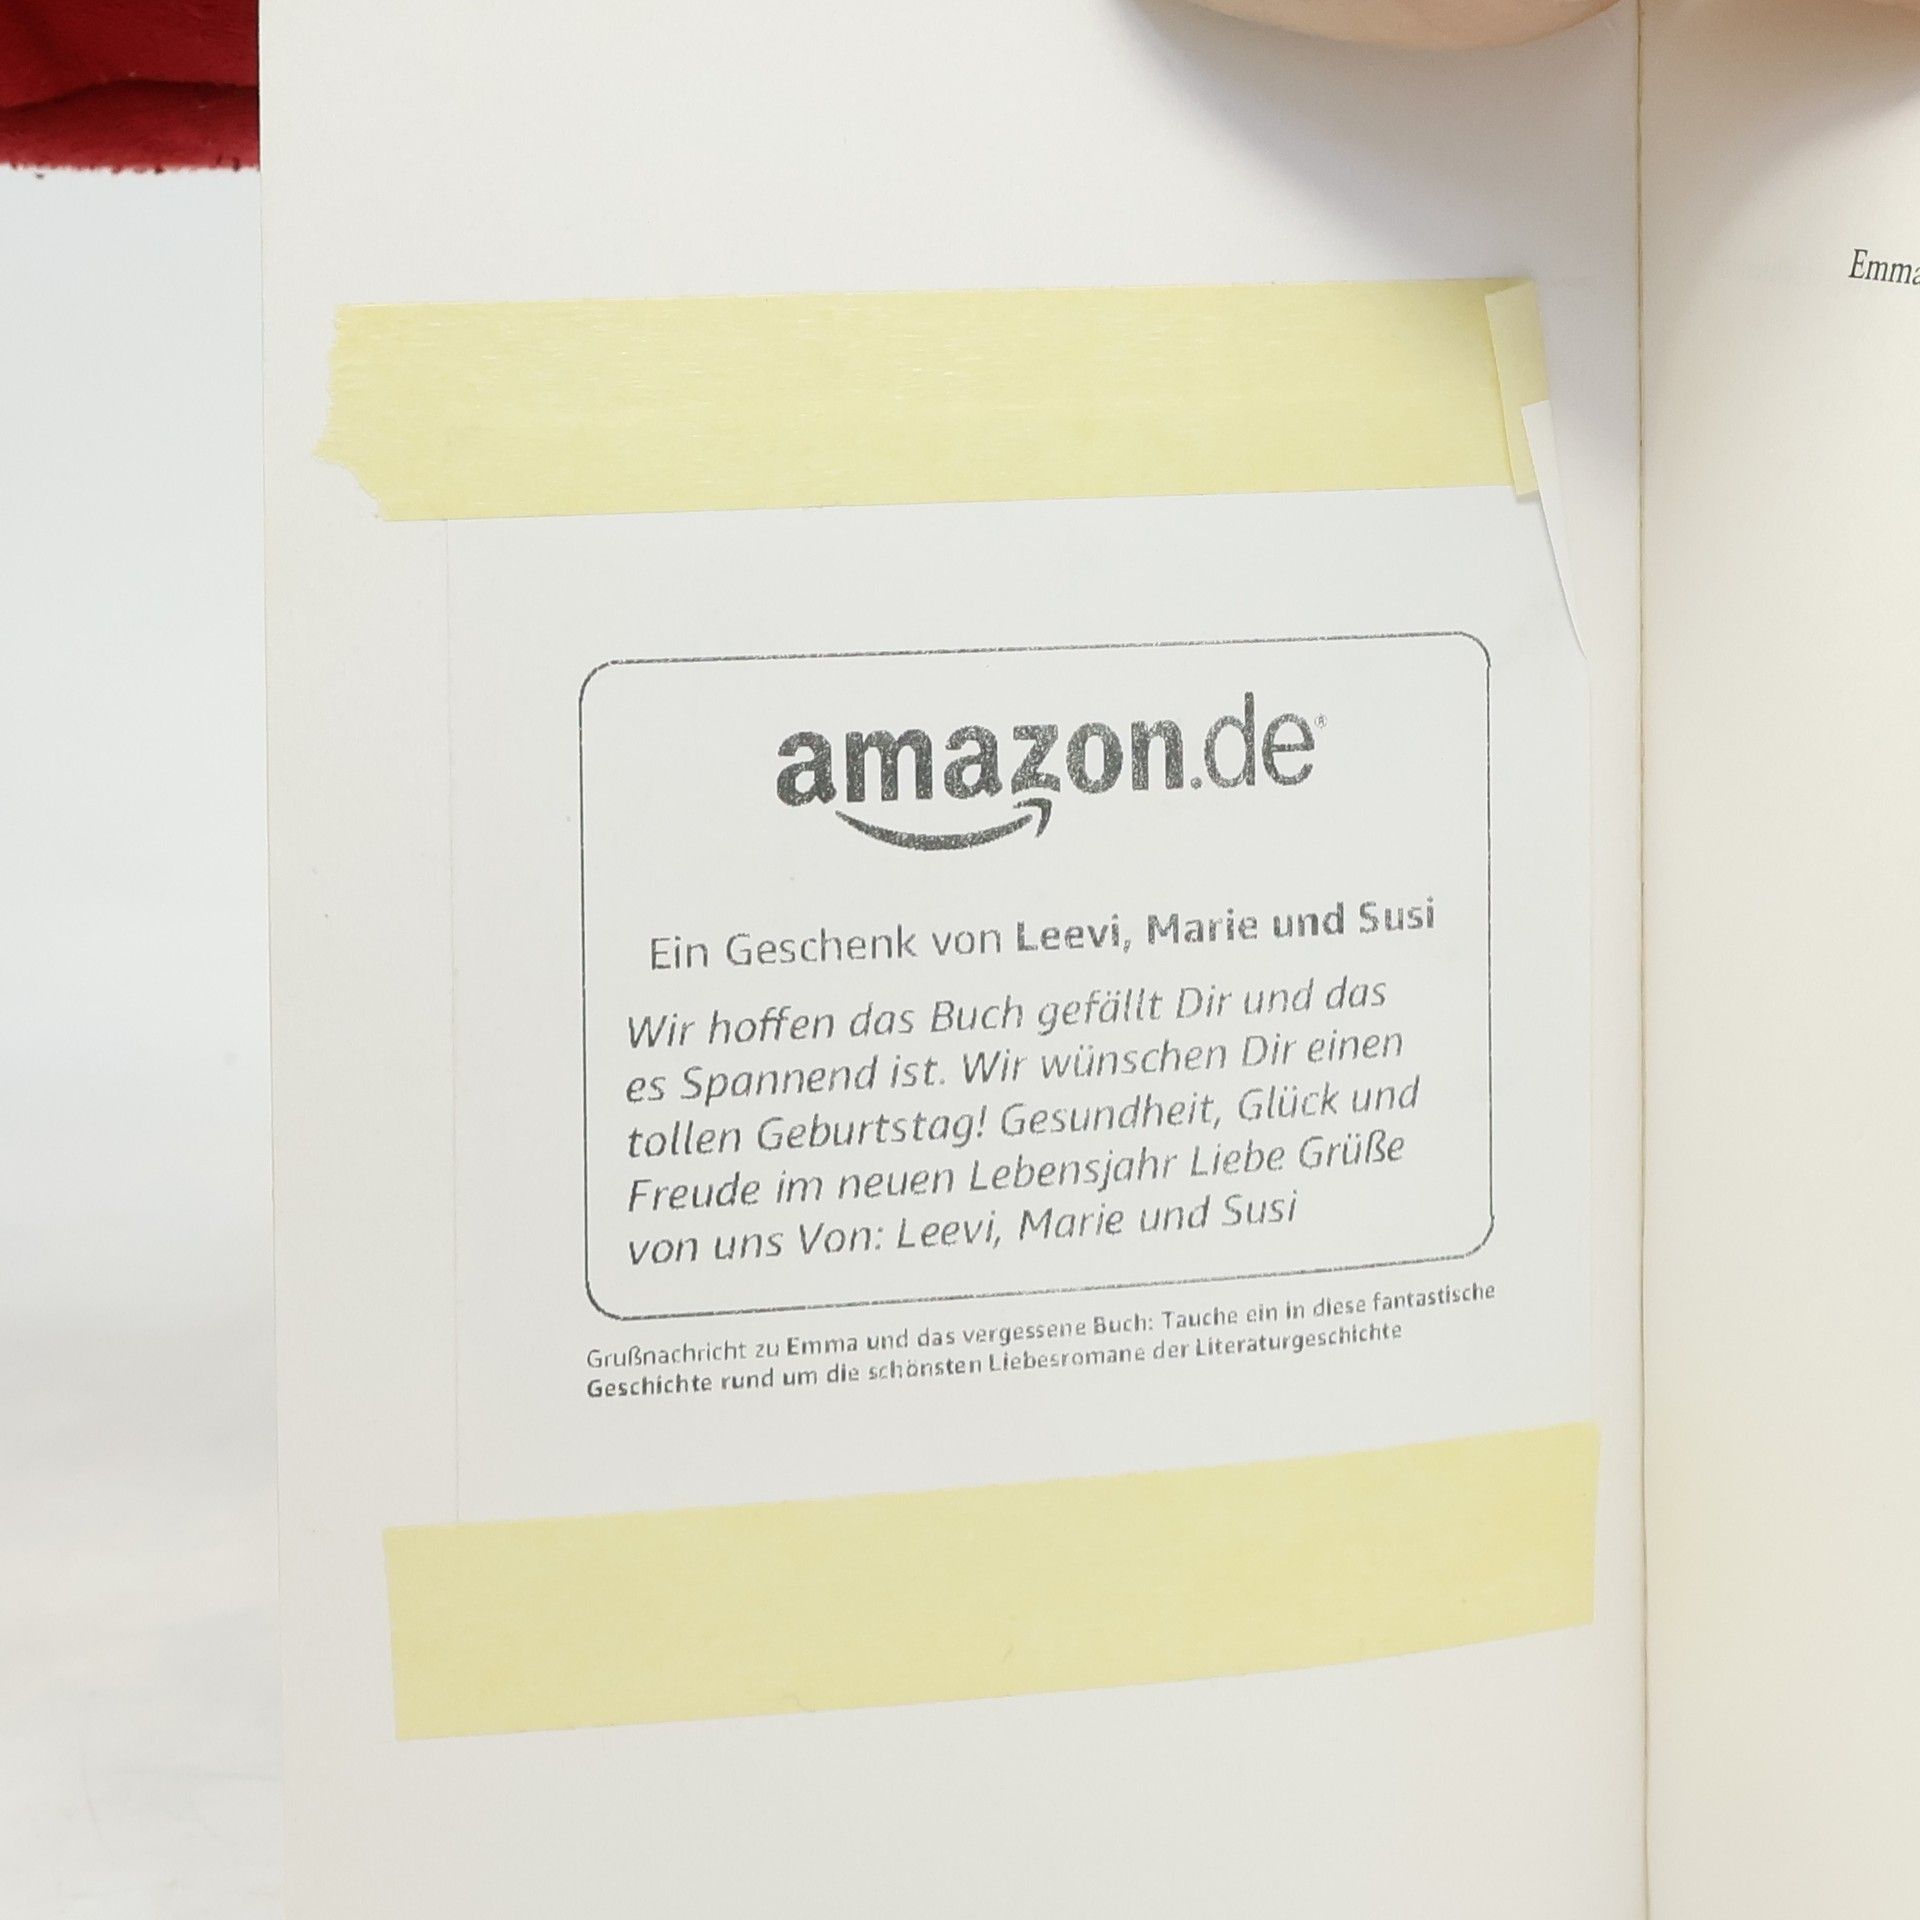 amazon.de®
Ein Geschenk von Leevi, Marie und Susi
Wir hoffen das Buch gefällt Dir und das
es Spannend ist. Wir wünschen Dir einen
tollen Geburtstag! Gesundheit, Glück und
Freude im neuen Lebensjahr Liebe Grüße
von uns Von: Leevi, Marie und Susi
Grußnachricht zu Emma und das vergessene Buch: Tauche ein in diese fantastische
Geschichte rund um die schönsten Liebesromane der Literaturgeschichte
Emma